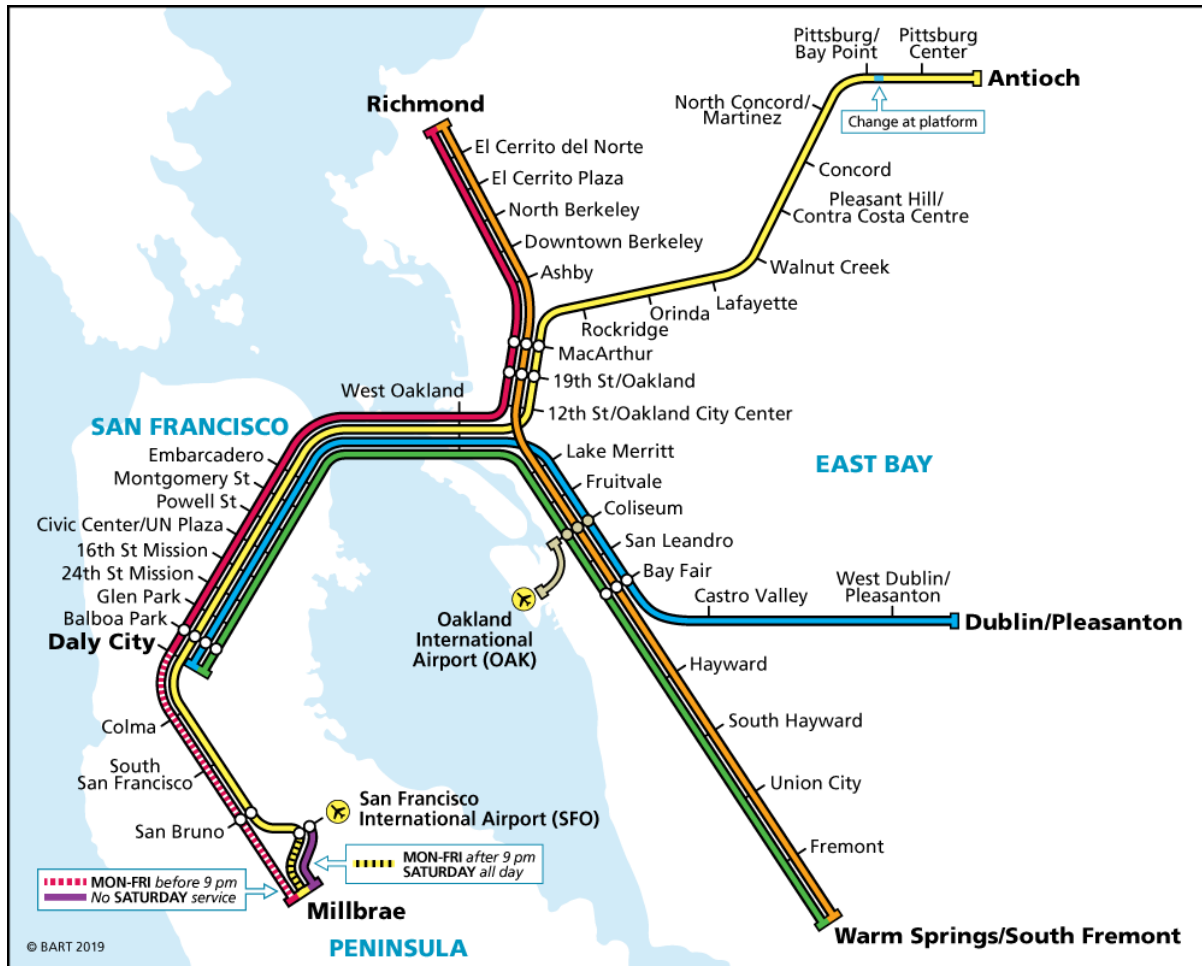 Pittsburg/
Bay Point
Pittsburg
Center
Antioch
Change at platform
North Concord/
Martinez
Concord
Pleasant Hill/
Contra Costa Centre
Walnut Creek
Lafayette
Orinda
Rockridge
Richmond
El Cerrito del Norte
El Cerrito Plaza
North Berkeley
Downtown Berkeley
Ashby
MacArthur
19th St/Oakland
12th St/Oakland City Center
West Oakland
SAN FRANCISCO
Embarcadero
Montgomery St
Powell St
Civic Center/UN Plaza
16th St Mission
24th St Mission
Glen Park
Balboa Park
Daly City
Colma
South
San Francisco
San Bruno
San Francisco
International Airport (SFO)
MON-FRI after 9 pm
SATURDAY all day
MON-FRI before 9 pm
No SATURDAY service
Millbrae
PENINSULA
EAST BAY
Lake Merritt
Fruitvale
Coliseum
San Leandro
Bay Fair
Oakland
International
Airport (OAK)
Castro Valley
West Dublin/
Pleasanton
Dublin/Pleasanton
Hayward
South Hayward
Union City
Fremont
Warm Springs/South Fremont
© BART 2019